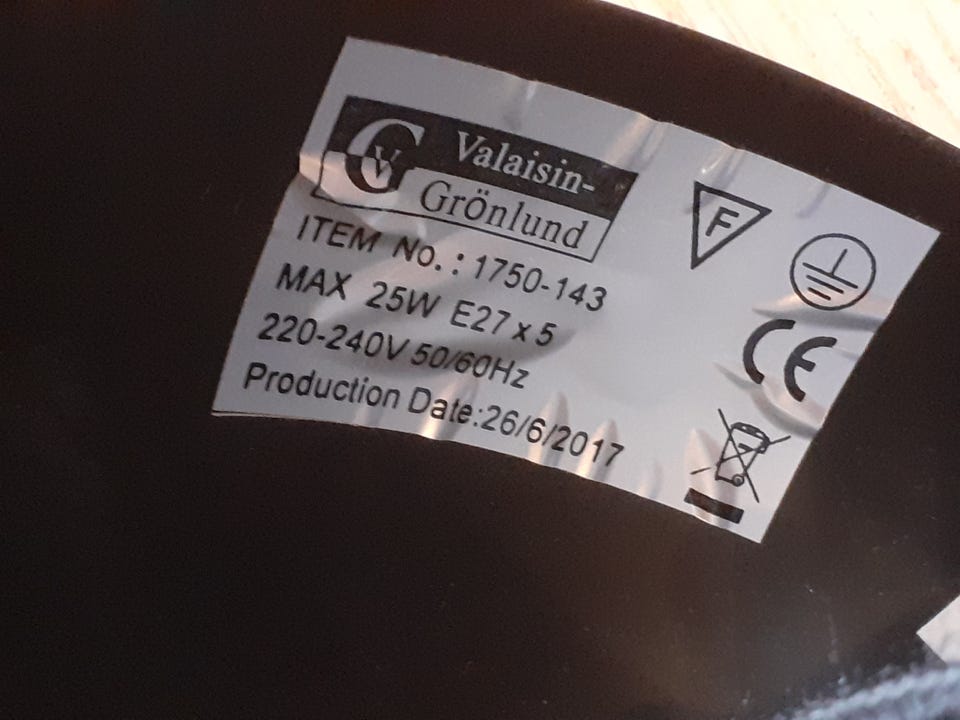 GV Valaisin-
Grönlund
F
ITEM No.: 1750-143
MAX 25W E27 x 5
220-240V 50/60Hz
CE
Production Date:26/6/2017